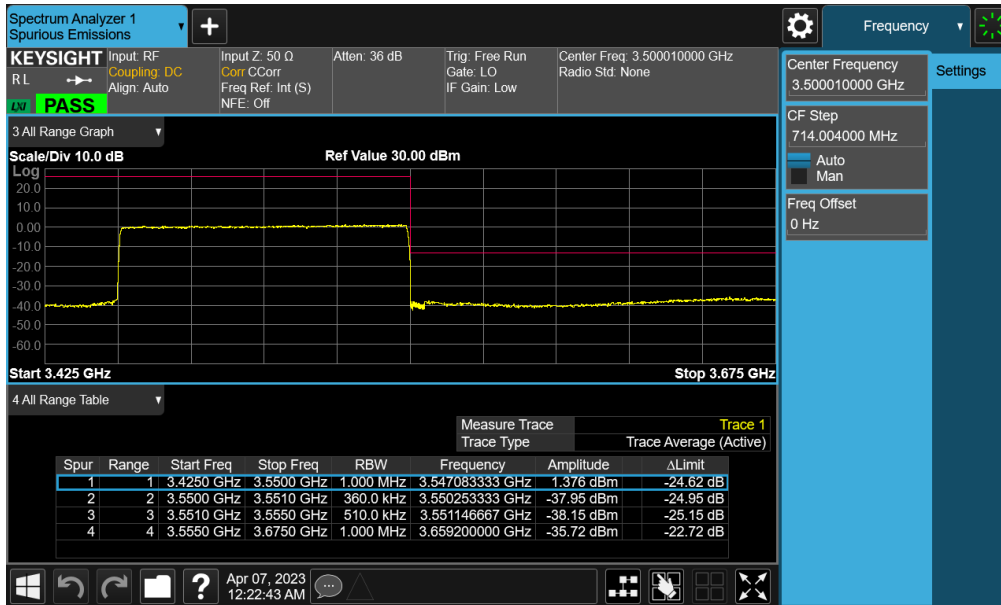 Spectrum Analyzer 1
Spurious Emissions
Frequency
KEYSIGHT
RL
LXI
PASS
Input: RF
Coupling: DC
Align: Auto
Input Z: 50 Ω
Corr CCorr
Freq Ref: Int (S)
NFE: Off
Atten: 36 dB
Trig: Free Run
Gate: LO
IF Gain: Low
Center Freq: 3.500010000 GHz
Radio Std: None
Center Frequency
3.500010000 GHz
Settings
CF Step
714.004000 MHz
Auto
Man
Freq Offset
0 Hz
3 All Range Graph
Scale/Div 10.0 dB Ref Value 30.00 dBm
Log
20.0
10.0
0.00
-10.0
-20.0
-30.0
-40.0
-50.0
-60.0
Start 3.425 GHz Stop 3.675 GHz
4 All Range Table
Measure Trace Trace 1
Trace Type Trace Average (Active)
Spur Range Start Freq Stop Freq RBW Frequency Amplitude ΔLimit
1 1 3.4250 GHz 3.5500 GHz 1.000 MHz 3.547083333 GHz 1.376 dBm -24.62 dB
2 2 3.5500 GHz 3.5510 GHz 360.0 kHz 3.550253333 GHz -37.95 dBm -24.95 dB
3 3 3.5510 GHz 3.5550 GHz 510.0 kHz 3.551146667 GHz -38.15 dBm -25.15 dB
4 4 3.5550 GHz 3.6750 GHz 1.000 MHz 3.659200000 GHz -35.72 dBm -22.72 dB
?
Apr 07, 2023
12:22:43 AM